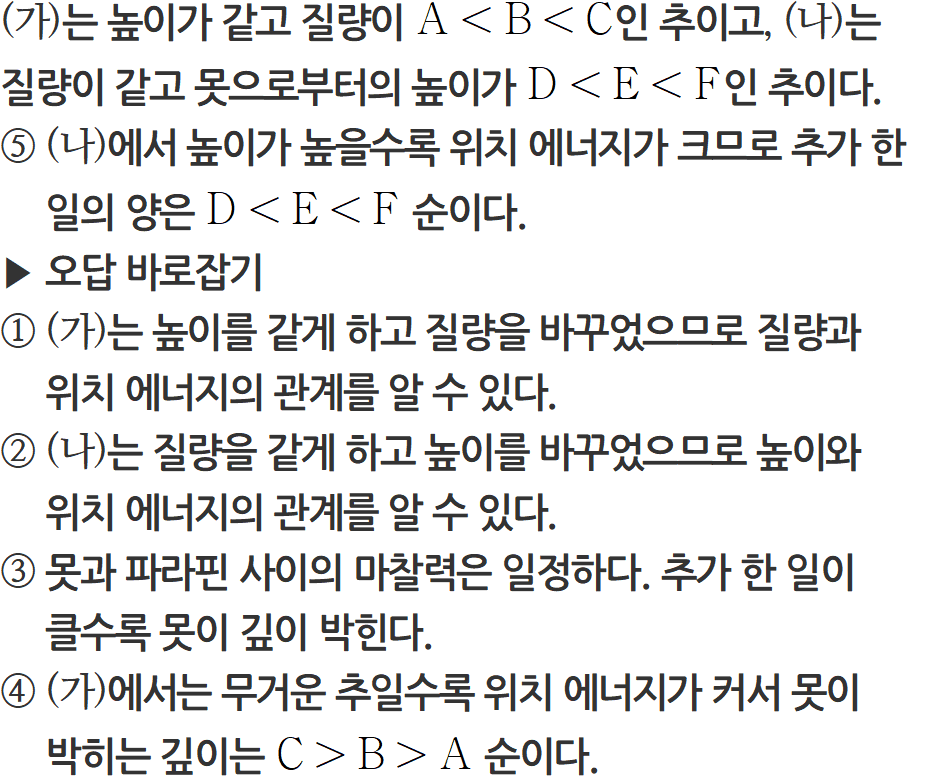 (가)는 높이가 같고 질량이 A < B < C인 추이고, (나)는
질량이 같고 못으로부터의 높이가 D < E < F인 추이다.
⑤ (나)에서 높이가 높을수록 위치 에너지가 크므로 추가 한
일의 양은 D < E < F 순이다.
▶ 오답 바로잡기
① (가)는 높이를 같게 하고 질량을 바꾸었으므로 질량과
위치 에너지의 관계를 알 수 있다.
② (나)는 질량을 같게 하고 높이를 바꾸었으므로 높이와
위치 에너지의 관계를 알 수 있다.
③ 못과 파라핀 사이의 마찰력은 일정하다. 추가 한 일이
클수록 못이 깊이 박힌다.
④ (가)에서는 무거운 추일수록 위치 에너지가 커서 못이
박히는 깊이는 C > B > A 순이다.